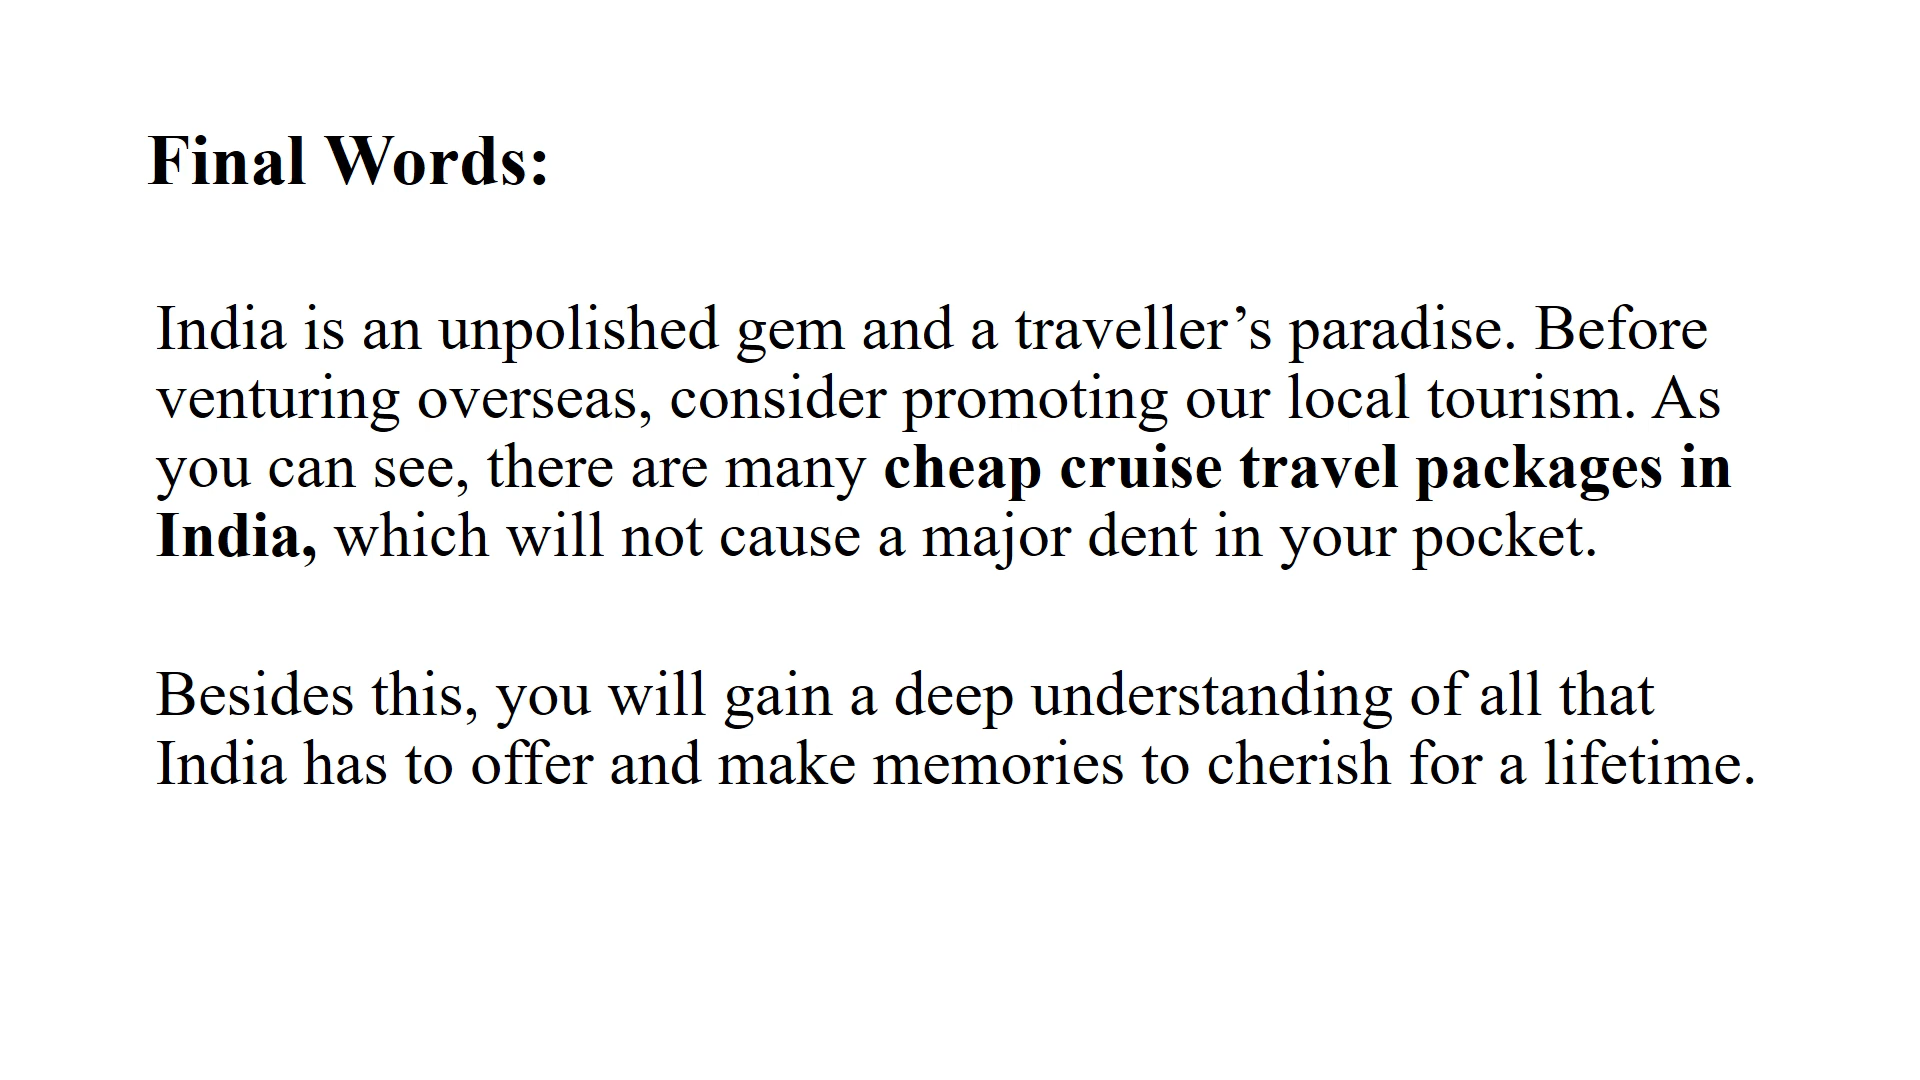 Final Words:
India is an unpolished gem and a traveller’s paradise. Before
venturing overseas, consider promoting our local tourism. As
you can see, there are many cheap cruise travel packages in
India, which will not cause a major dent in your pocket.
Besides this, you will gain a deep understanding of all that
India has to offer and make memories to cherish for a lifetime.